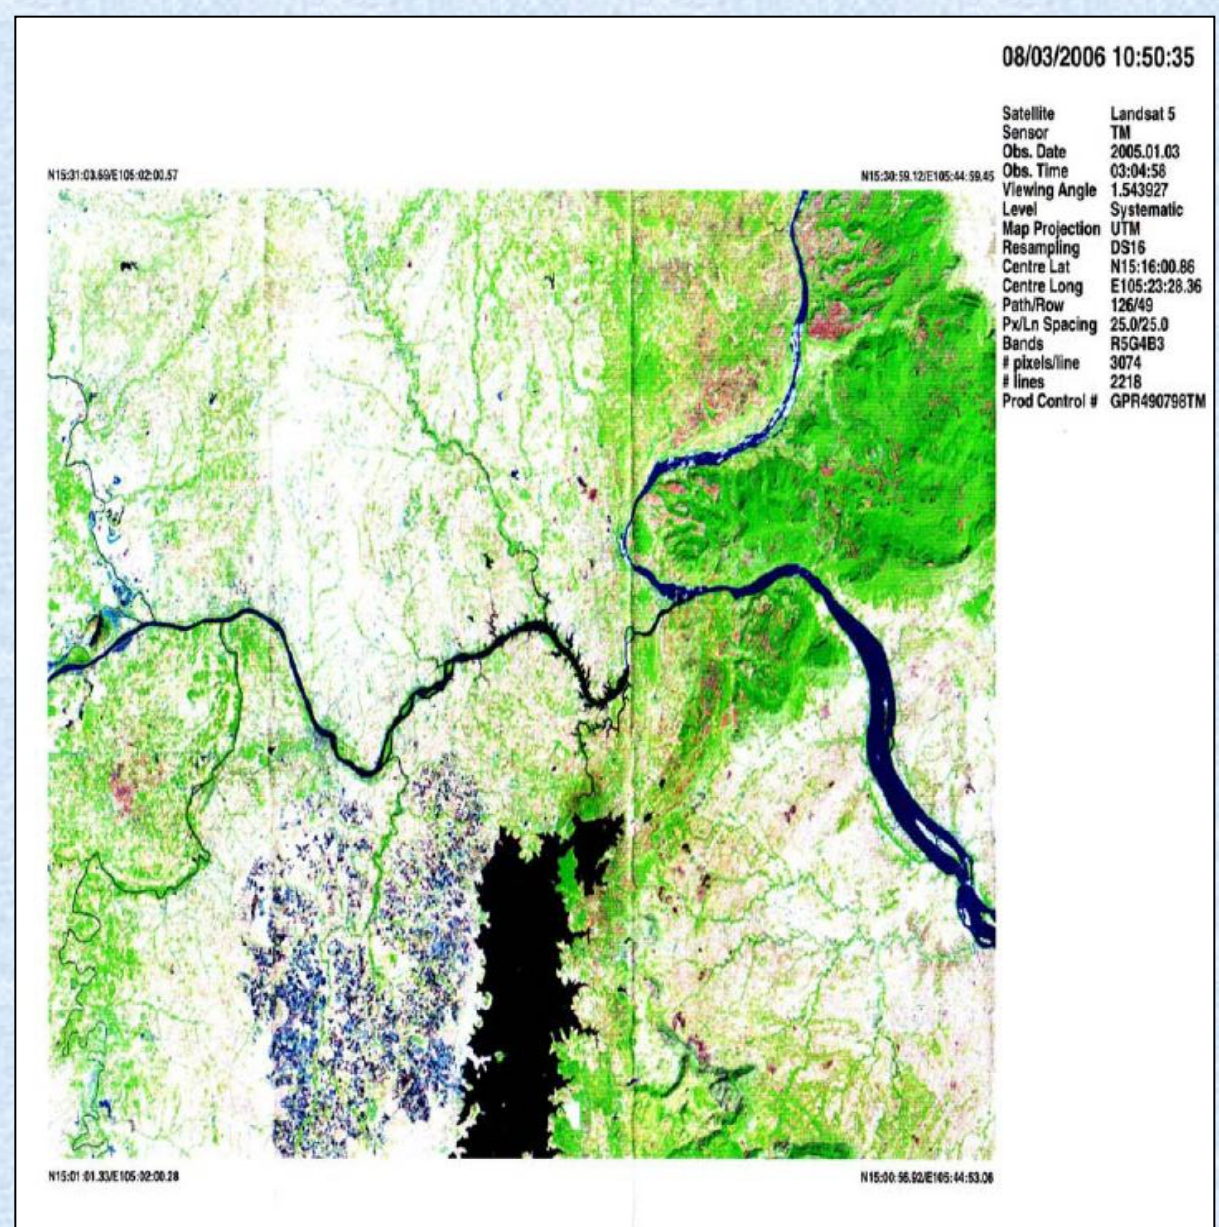 08/03/2006 10:50:35
Satellite Landsat 5
Sensor TM
Obs. Date 2005.01.03
Obs. Time 03:04:58
Viewing Angle 1.543927
Level Systematic
Map Projection UTM
Resampling DS16
Centre Lat N15:16:00.86
Centre Long E105:23:28.36
Path/Row 126/49
Px/Ln Spacing 25.0/25.0
Bands R5G4B3
# pixels/line 3074
# lines 2218
Prod Control # GPR490798TM
N15:31:03.69/E105:02:00.57
N15:30:59.12/E105:44:59.45
N15:01:01.33/E105:02:00.28
N15:00:56.92/E105:44:53.06